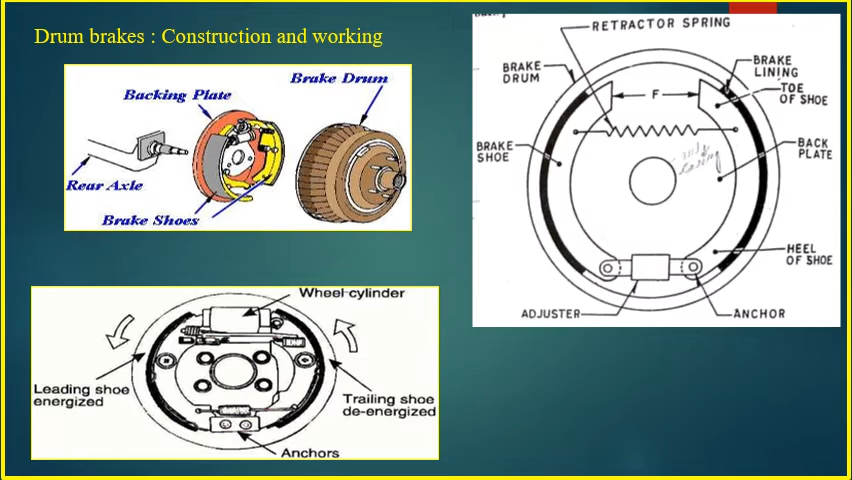 Drum brakes : Construction and working
Backing Plate
Brake Drum
Rear Axle
Brake Shoes
RETRACTOR SPRING
BRAKE
DRUM
BRAKE
LINING
TOE
OF SHOE
F
BRAKE
SHOE
BACK
PLATE
HEEL
OF SHOE
ADJUSTER
ANCHOR
Wheel cylinder
Leading shoe
energized
Trailing shoe
de-energized
Anchors